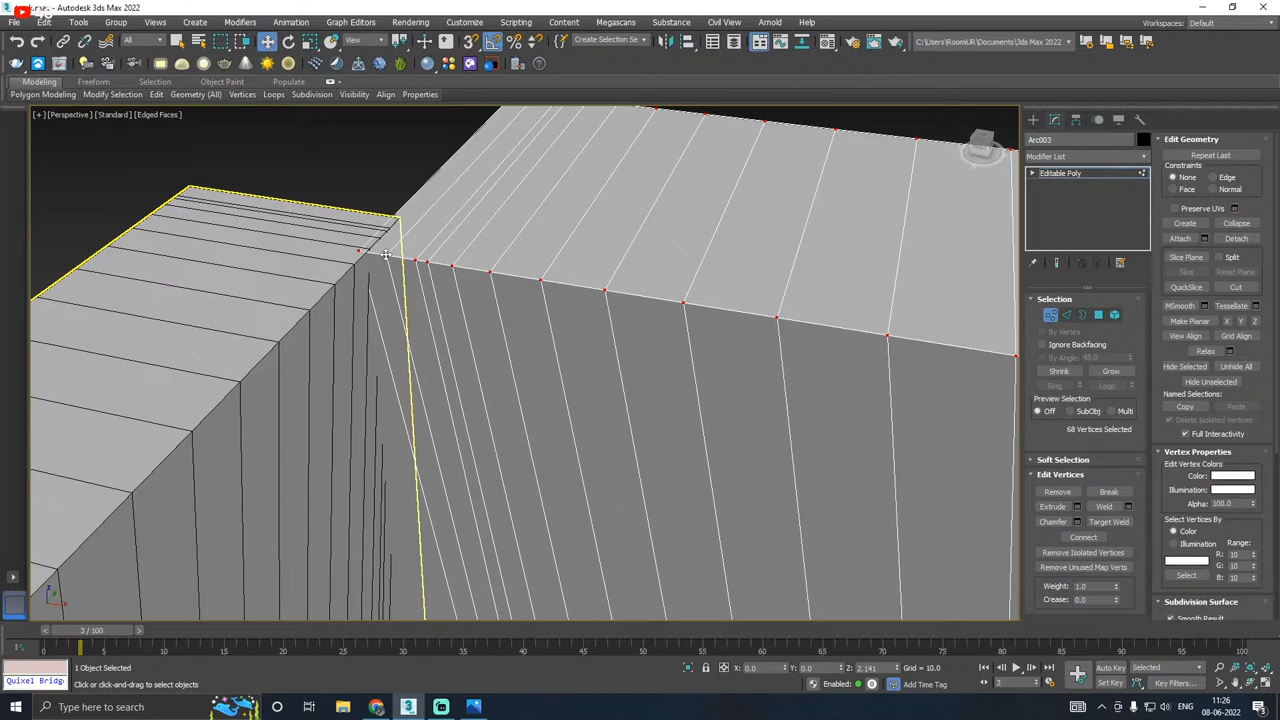 Autodesk 3ds Max 2022
File Edit Tools Group Views Create Modifiers Animation Graph Editors Rendering Customize Scripting Content Megascans Substance Civil View Arnold Help
Workspaces: Default
All View Create Selection Se C:\Users\RoomUR\Documents\3ds Max 2022
Modeling Freeform Selection Object Paint Populate
Polygon Modeling Modify Selection Edit Geometry (All) Vertices Loops Subdivision Visibility Align Properties
[+] [Perspective] [Standard] [Edged Faces]
Arc003
Modifier List
Editable Poly
Selection
By Vertex
Ignore Backfacing
By Angle: 45.0
Shrink Grow
Ring Loop
Preview Selection
Off SubObj Multi
68 Vertices Selected
Soft Selection
Edit Vertices
Remove Break
Extrude Weld
Chamfer Target Weld
Connect
Remove Isolated Vertices
Remove Unused Map Verts
Weight: 1.0
Crease: 0.0
Edit Geometry
Repeat Last
Constraints
None Edge
Face Normal
Preserve UVs
Create Collapse
Attach Detach
Slice Plane Split
Slice Reset Plane
QuickSlice Cut
MSmooth Tessellate
Make Planar X Y Z
View Align Grid Align
Relax
Hide Selected Unhide All
Hide Unselected
Named Selections:
Copy Paste
Delete Isolated Vertices
Full Interactivity
Vertex Properties
Edit Vertex Colors
Color:
Illumination:
Alpha: 100.0
Select Vertices By
Color Range:
Illumination R: 10
G: 10
Select B: 10
Subdivision Surface
Smooth Result
3 / 100
0 5 10 15 20 25 30 35 40 45 50 55 60 65 70 75 80 85 90 95 100
1 Object Selected X: 0.0 Y: 0.0 Z: 2.141 Grid = 10.0 Auto Key Selected
Quixel Bridg Click or click-and-drag to select objects Enabled: Add Time Tag 3 Set Key Key Filters...
Type here to search
11:26
08-06-2022